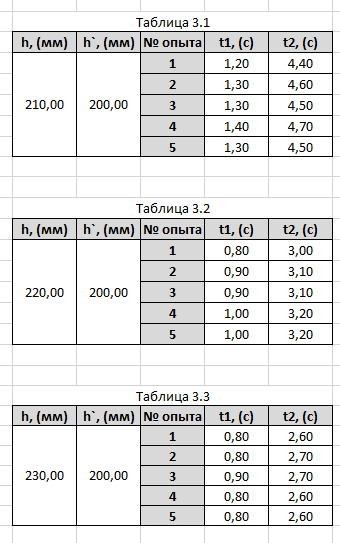 Таблица 3.1
h, (мм) h`, (мм) № опыта t1, (с) t2, (с)
210,00 200,00 1 1,20 4,40
2 1,30 4,60
3 1,30 4,50
4 1,40 4,70
5 1,30 4,50
Таблица 3.2
h, (мм) h`, (мм) № опыта t1, (с) t2, (с)
220,00 200,00 1 0,80 3,00
2 0,90 3,10
3 0,90 3,10
4 1,00 3,20
5 1,00 3,20
Таблица 3.3
h, (мм) h`, (мм) № опыта t1, (с) t2, (с)
230,00 200,00 1 0,80 2,60
2 0,80 2,70
3 0,90 2,70
4 0,80 2,60
5 0,80 2,60